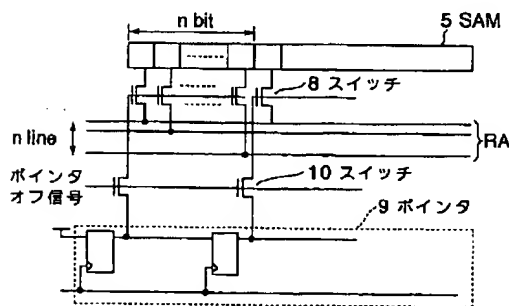 n bit
5 SAM
8 スイッチ
n line
RA
ポインタ
オフ信号
10 スイッチ
9 ポインタ